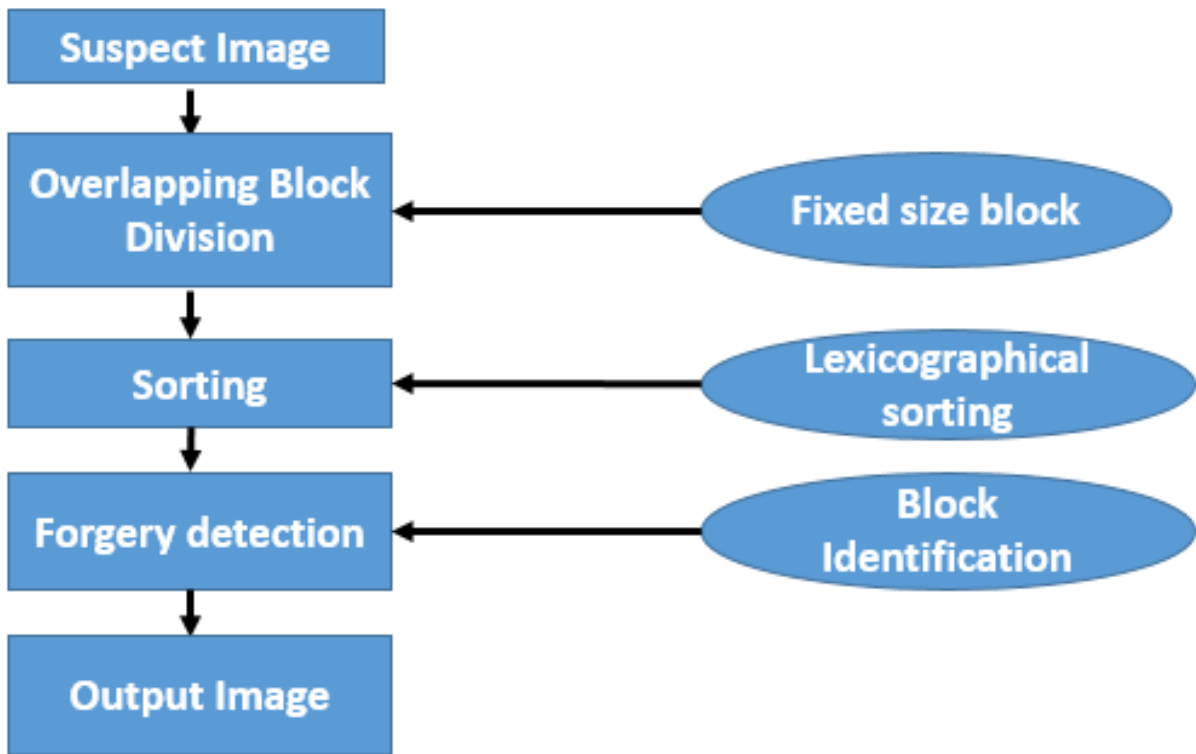 Suspect Image
Overlapping Block
Division
Fixed size block
Sorting
Lexicographical
sorting
Forgery detection
Block
Identification
Output Image